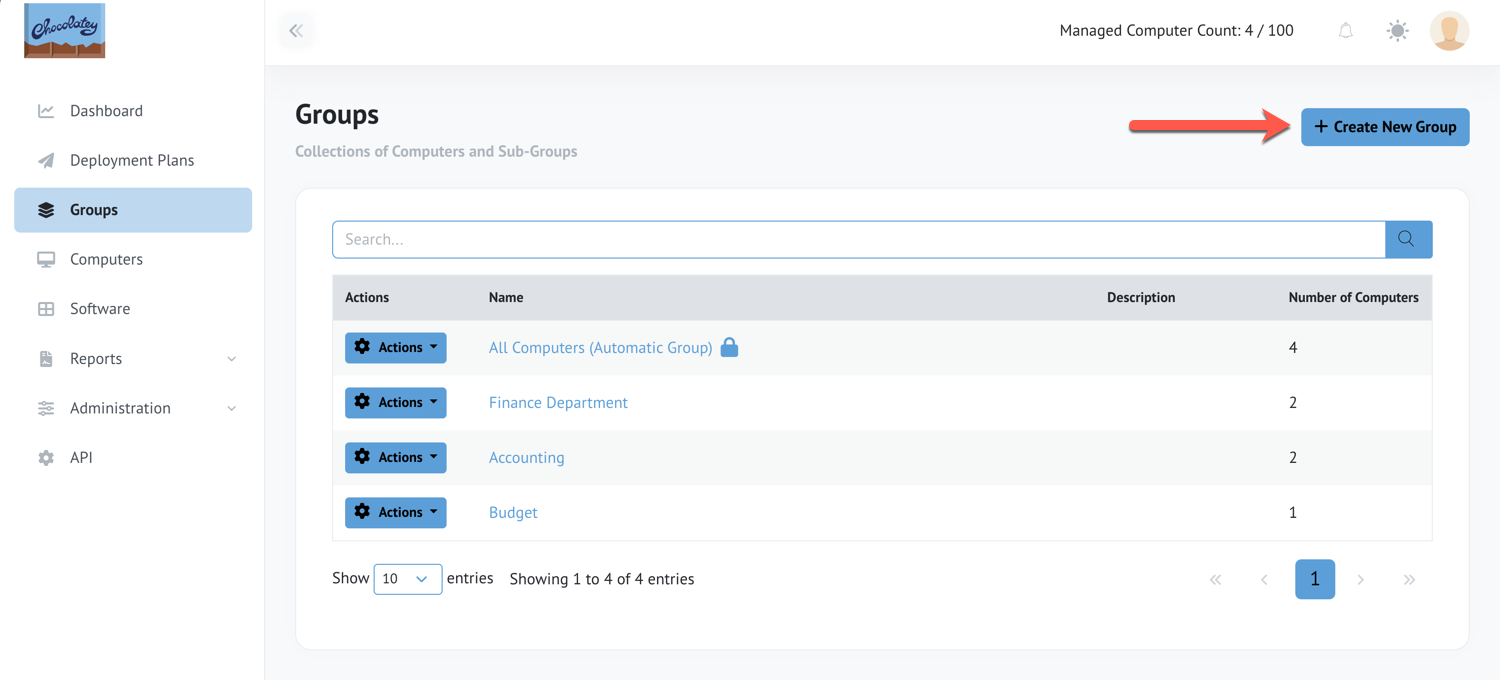 Chocolatey
Managed Computer Count: 4 / 100
Dashboard
Deployment Plans
Groups
Computers
Software
Reports
Administration
API
Groups
Collections of Computers and Sub-Groups
+ Create New Group
Search...
Actions Name Description Number of Computers
Actions All Computers (Automatic Group) 4
Actions Finance Department 2
Actions Accounting 2
Actions Budget 1
Show 10 entries Showing 1 to 4 of 4 entries « ‹ 1 › »